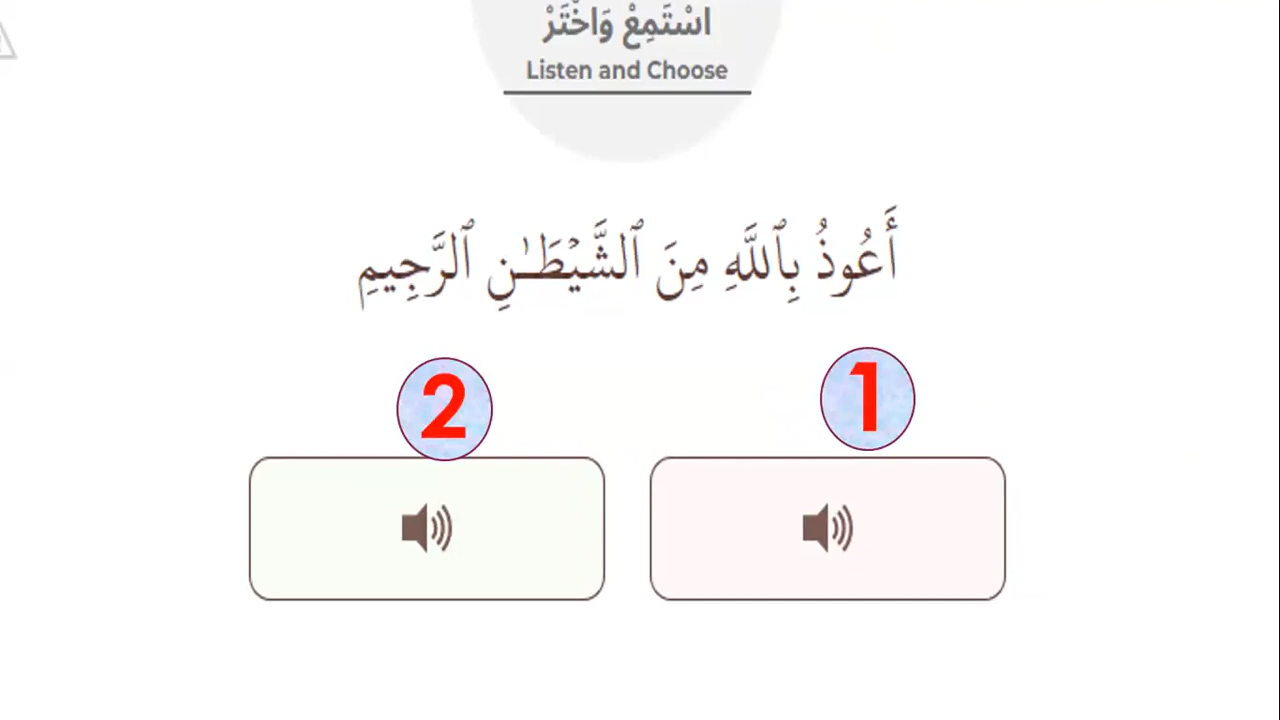 اسْتَمِعْ وَاخْتَرْ
Listen and Choose
أَعُوذُ بِٱللَّهِ مِنَ ٱلشَّيْطَـٰنِ ٱلرَّجِيمِ
1
2